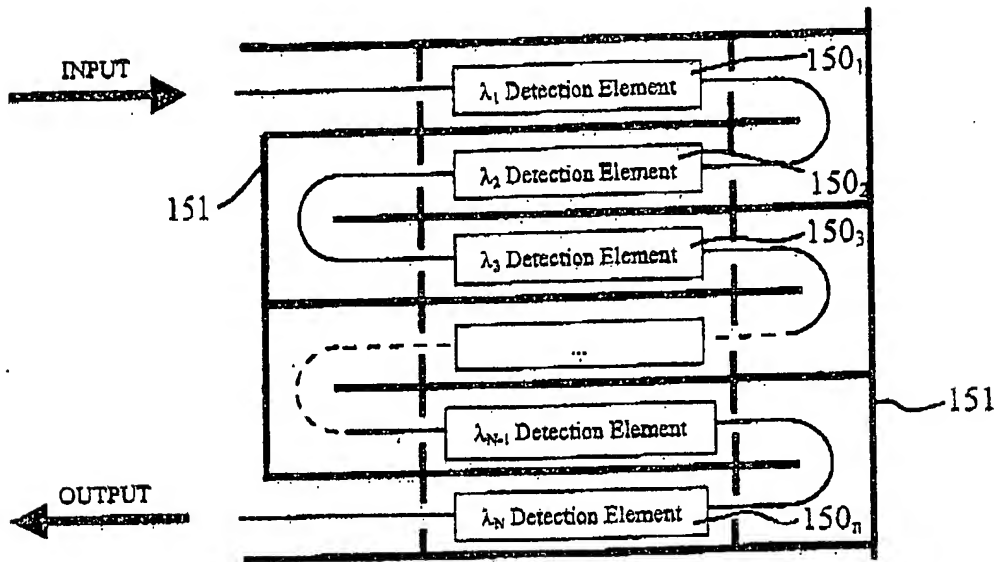 INPUT
λ₁ Detection Element
150₁
λ₂ Detection Element
150₂
151
λ₃ Detection Element
150₃
...
151
λN-1 Detection Element
OUTPUT
λN Detection Element
150n